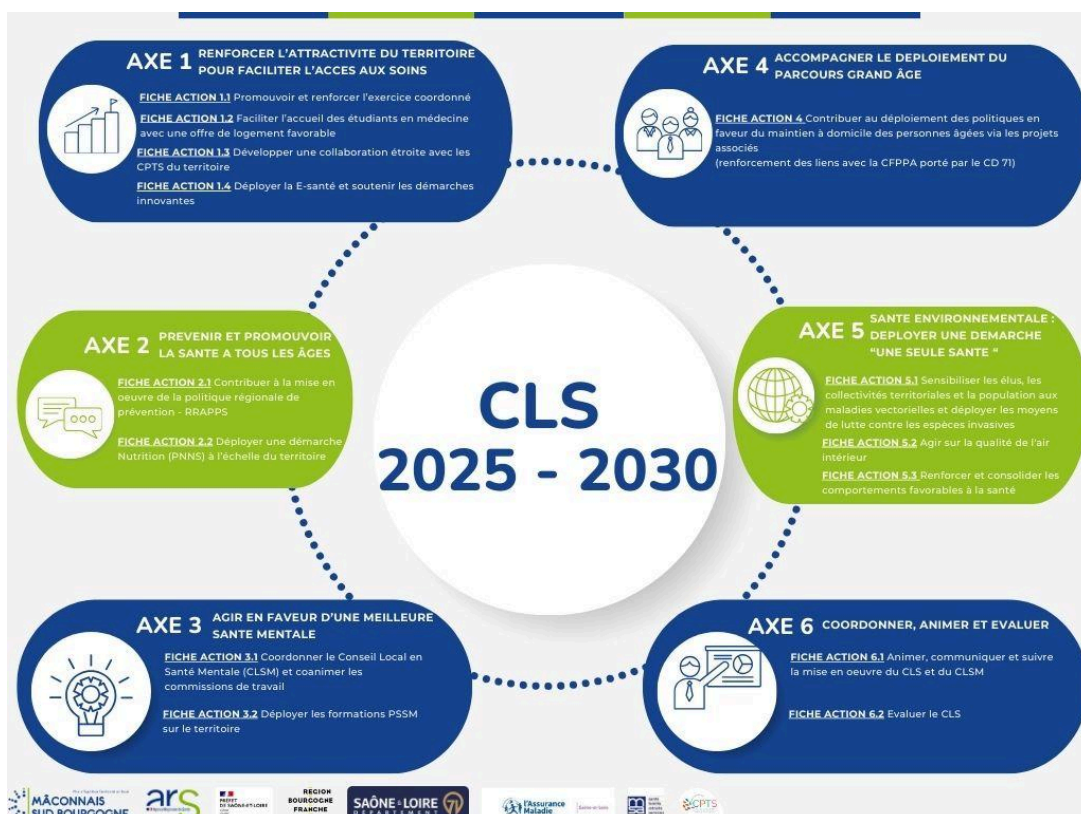 AXE 1 RENFORCER L'ATTRACTIVITE DU TERRITOIRE
POUR FACILITER L'ACCES AUX SOINS
FICHE ACTION 1.1 Promouvoir et renforcer l'exercice coordonné
FICHE ACTION 1.2 Faciliter l'accueil des étudiants en médecine
avec une offre de logement favorable
FICHE ACTION 1.3 Développer une collaboration étroite avec les
CPTS du territoire
FICHE ACTION 1.4 Déployer la E-santé et soutenir les démarches
innovantes
AXE 2 PREVENIR ET PROMOUVOIR
LA SANTE A TOUS LES ÂGES
FICHE ACTION 2.1 Contribuer à la mise en
oeuvre de la politique régionale de
prévention - RRAPPS
FICHE ACTION 2.2 Déployer une démarche
Nutrition (PNNS) à l'échelle du territoire
AXE 3 AGIR EN FAVEUR D'UNE MEILLEURE
SANTE MENTALE
FICHE ACTION 3.1 Coordonner le Conseil Local en
Santé Mentale (CLSM) et coanimer les
commissions de travail
FICHE ACTION 3.2 Déployer les formations PSSM
sur le territoire
CLS
2025 - 2030
AXE 4 ACCOMPAGNER LE DEPLOIEMENT DU
PARCOURS GRAND ÂGE
FICHE ACTION 4 Contribuer au déploiement des politiques en
faveur du maintien à domicile des personnes âgées via les projets
associés
(renforcement des liens avec la CFPPA porté par le CD 71)
AXE 5 SANTE ENVIRONNEMENTALE :
DEPLOYER UNE DEMARCHE
"UNE SEULE SANTE "
FICHE ACTION 5.1 Sensibiliser les élus, les
collectivités territoriales et la population aux
maladies vectorielles et déployer les moyens
de lutte contre les espèces invasives
FICHE ACTION 5.2 Agir sur la qualité de l'air
intérieur
FICHE ACTION 5.3 Renforcer et consolider les
comportements favorables à la santé
AXE 6 COORDONNER, ANIMER ET EVALUER
FICHE ACTION 6.1 Animer, communiquer et suivre
la mise en oeuvre du CLS et du CLSM
FICHE ACTION 6.2 Evaluer le CLS
MÂCONNAIS
SUD BOURGOGNE
ars
PRÉFET
DE SAÔNE-ET-LOIRE
REGION
BOURGOGNE
FRANCHE
SAÔNE & LOIRE 71
DÉPARTEMENT
l'Assurance
Maladie
Saône-et-Loire
CPTS